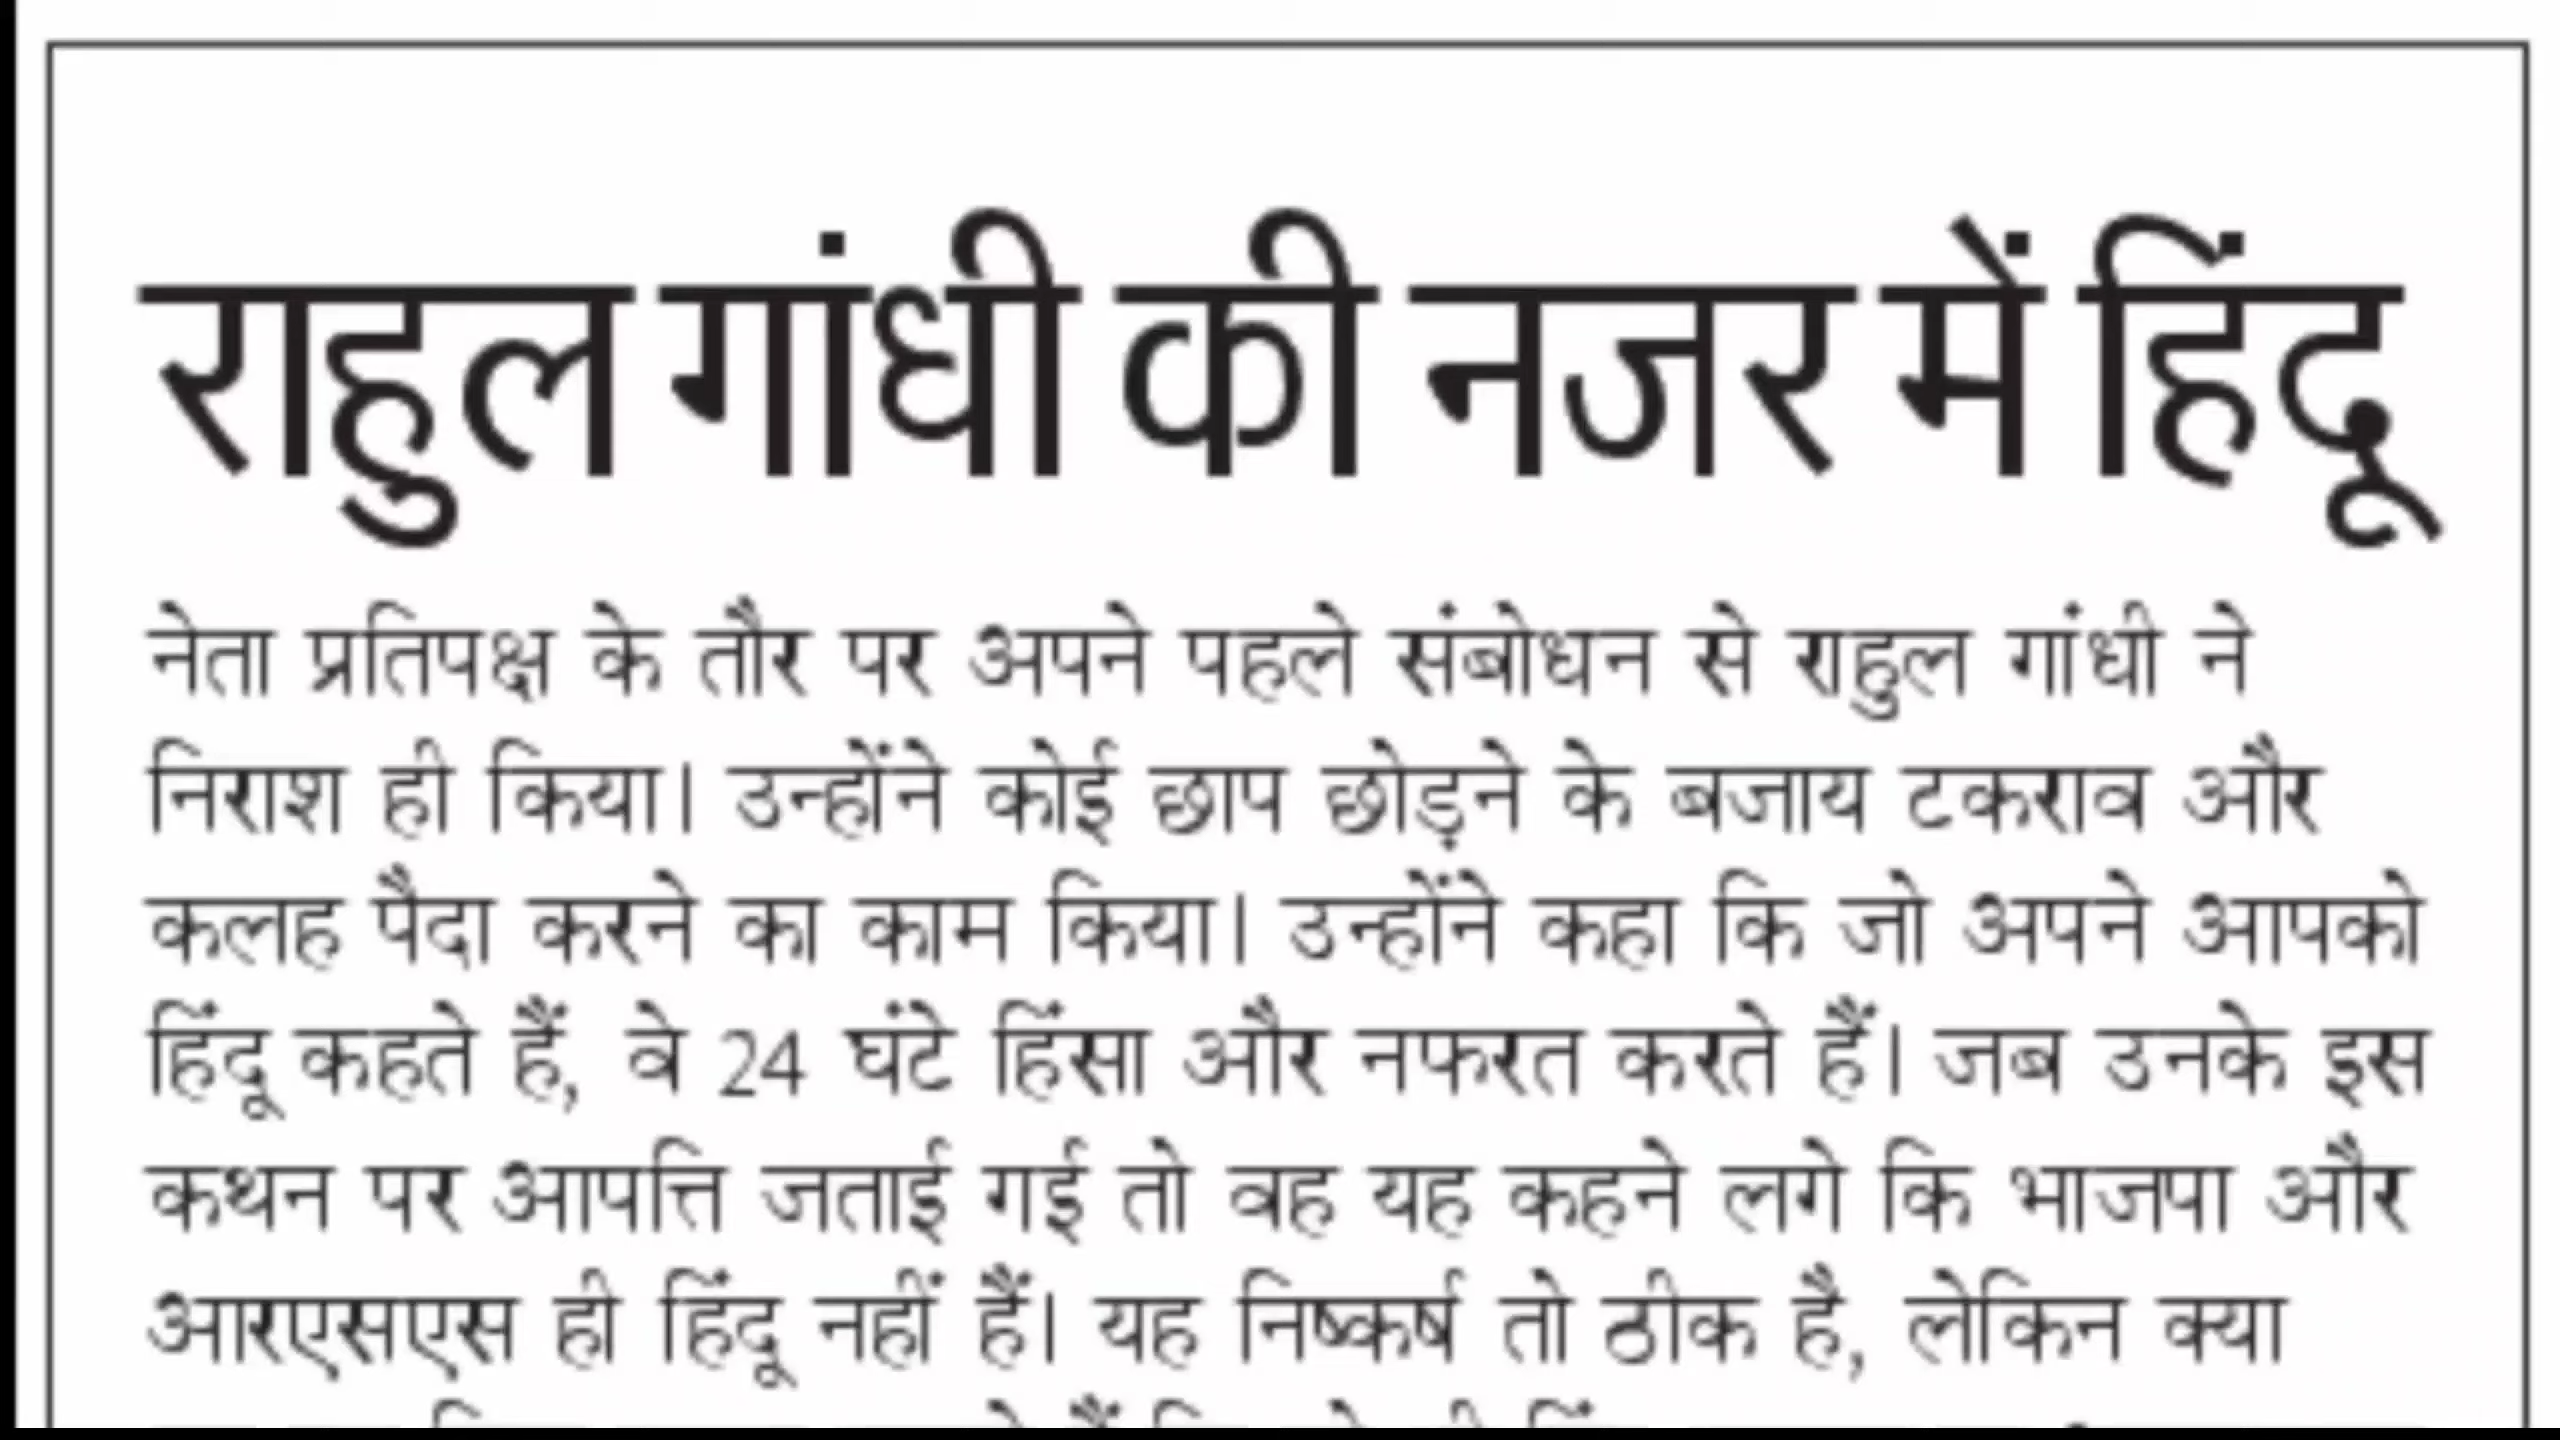 राहुल गांधी की नजर में हिंदू
नेता प्रतिपक्ष के तौर पर अपने पहले संबोधन से राहुल गांधी ने
निराश ही किया। उन्होंने कोई छाप छोड़ने के बजाय टकराव और
कलह पैदा करने का काम किया। उन्होंने कहा कि जो अपने आपको
हिंदू कहते हैं, वे 24 घंटे हिंसा और नफरत करते हैं। जब उनके इस
कथन पर आपत्ति जताई गई तो वह यह कहने लगे कि भाजपा और
आरएसएस ही हिंदू नहीं हैं। यह निष्कर्ष तो ठीक है, लेकिन क्या